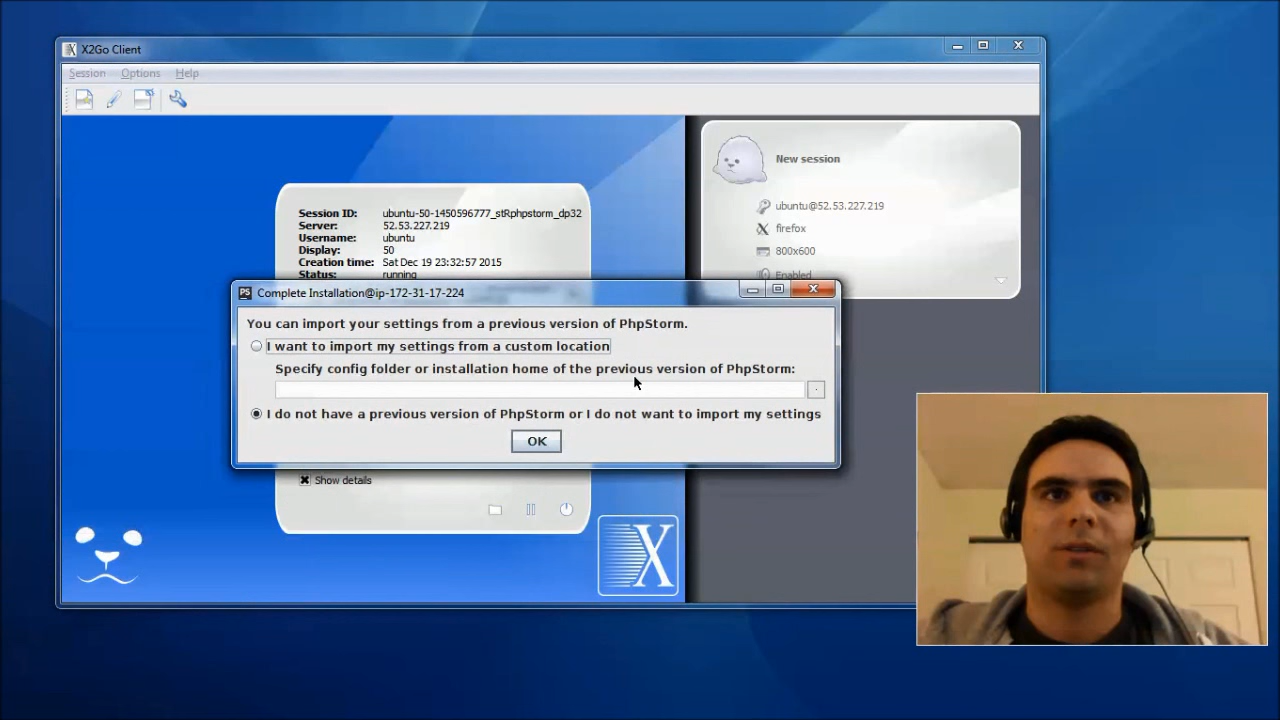 X2Go Client
Session Options Help
New session
ubuntu@52.53.227.219
firefox
800x600
Enabled
Session ID: ubuntu-50-1450596777_stRphpstorm_dp32
Server: 52.53.227.219
Username: ubuntu
Display: 50
Creation time: Sat Dec 19 23:32:57 2015
Status: running
PS Complete Installation@ip-172-31-17-224
You can import your settings from a previous version of PhpStorm.
I want to import my settings from a custom location
Specify config folder or installation home of the previous version of PhpStorm:
I do not have a previous version of PhpStorm or I do not want to import my settings
OK
Show details
X